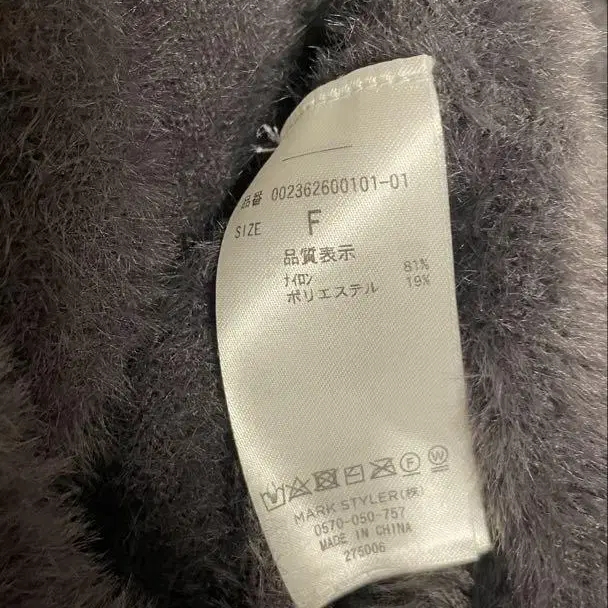 品番 002362600101-01
SIZE F
品質表示
ナイロン 81%
ポリエステル 19%
F W
MARK STYLER(株)
0570-050-757
MADE IN CHINA
275006